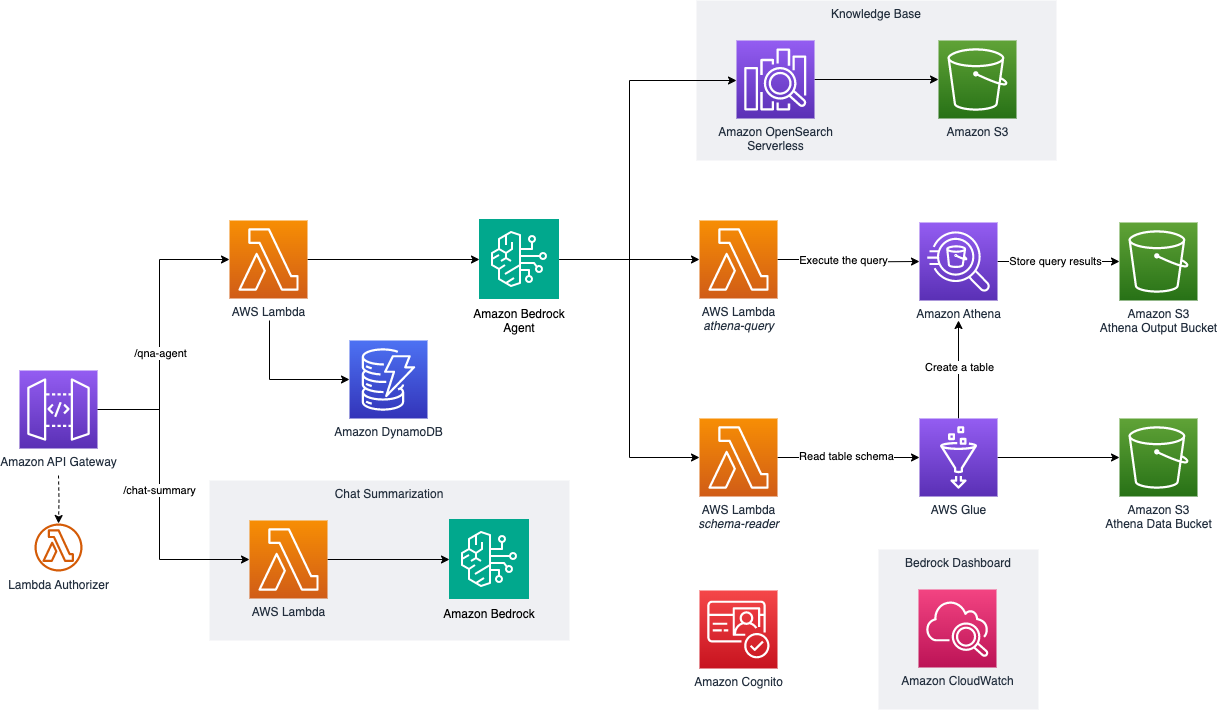 Knowledge Base
Amazon OpenSearch
Serverless
Amazon S3
AWS Lambda
Amazon Bedrock
Agent
AWS Lambda
athena-query
Execute the query
Amazon Athena
Store query results
Amazon S3
Athena Output Bucket
/qna-agent
Amazon DynamoDB
Create a table
Amazon API Gateway
/chat-summary
Lambda Authorizer
Chat Summarization
AWS Lambda
Amazon Bedrock
AWS Lambda
schema-reader
Read table schema
AWS Glue
Amazon S3
Athena Data Bucket
Amazon Cognito
Bedrock Dashboard
Amazon CloudWatch